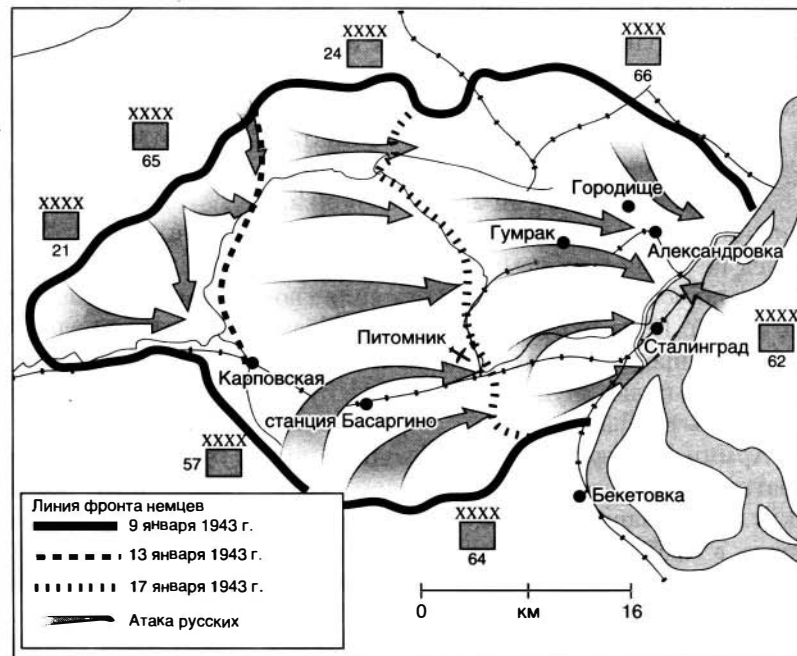 XXXX
24
XXXX
66
XXXX
65
XXXX
21
Городище
Гумрак
Александровка
Питомник
Сталинград
XXXX
62
Карповская
станция Басаргино
XXXX
57
Бекетовка
XXXX
64
Линия фронта немцев
9 января 1943 г.
13 января 1943 г.
17 января 1943 г.
Атака русских
0 км 16